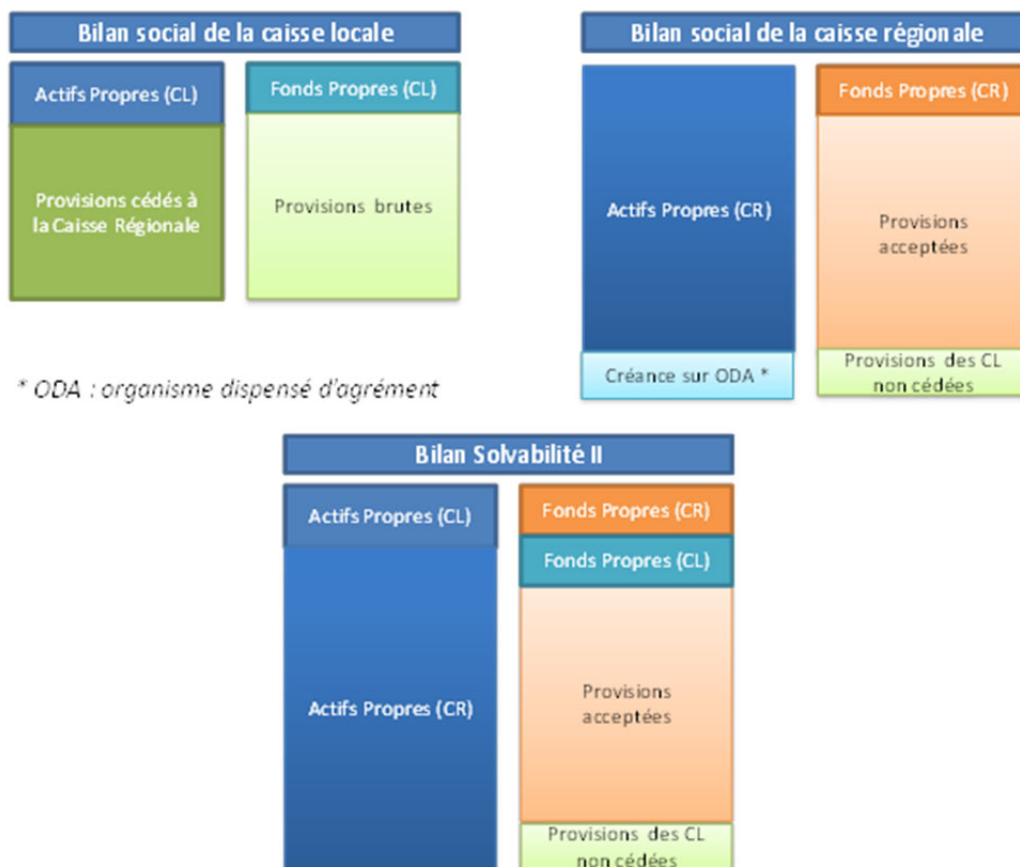 Bilan social de la caisse locale
Actifs Propres (CL)
Provisions cédés à
la Caisse Régionale
Fonds Propres (CL)
Provisions brutes
Bilan social de la caisse régionale
Actifs Propres (CR)
Créance sur ODA *
Fonds Propres (CR)
Provisions
acceptées
Provisions des CL
non cédées
* ODA : organisme dispensé d'agrément
Bilan Solvabilité II
Actifs Propres (CL)
Actifs Propres (CR)
Fonds Propres (CR)
Fonds Propres (CL)
Provisions
acceptées
Provisions des CL
non cédées